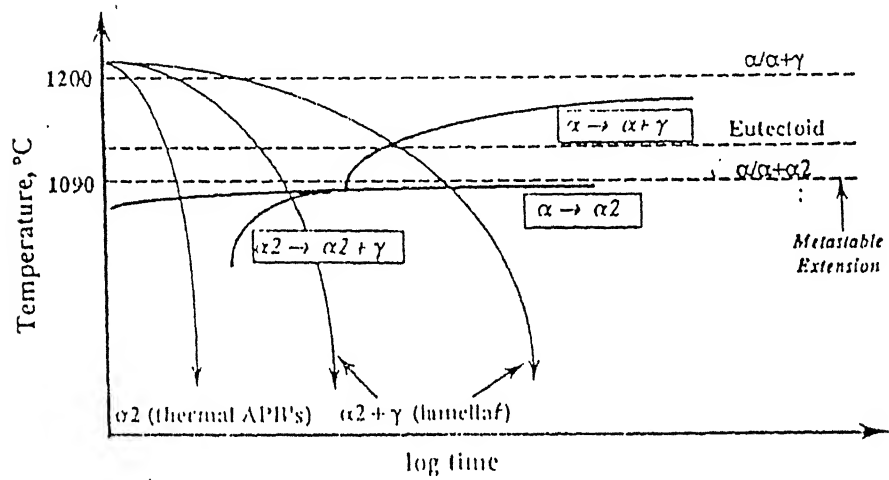 Temperature, °C
1200
1090
α/α+γ
α → α+γ
Eutectoid
α/α+α2
α → α2
α2 → α2 + γ
Metastable
Extension
α2 (thermal APB's)
α2 + γ (lamellar)
log time